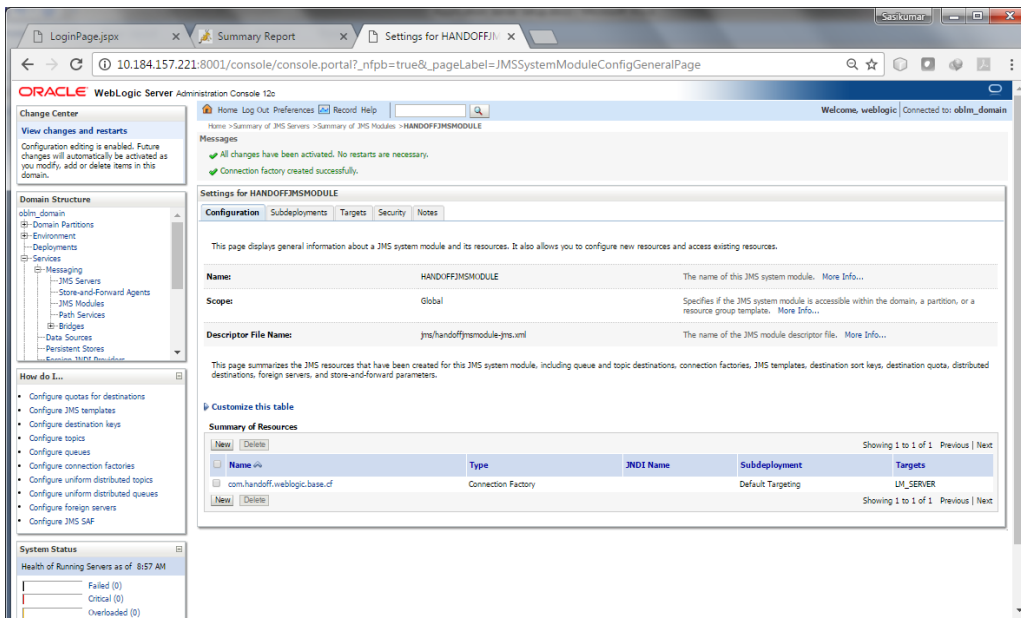 Sasikumar
LoginPage.jspx
Summary Report
Settings for HANDOFFJM
10.184.157.221:8001/console/console.portal?_nfpb=true&_pageLabel=JMSSystemModuleConfigGeneralPage
ORACLE WebLogic Server Administration Console 12c
Change Center
View changes and restarts
Configuration editing is enabled. Future
changes will automatically be activated as
you modify, add or delete items in this
domain.
Domain Structure
oblm_domain
Domain Partitions
Environment
Deployments
Services
Messaging
JMS Servers
Store-and-Forward Agents
JMS Modules
Path Services
Bridges
Data Sources
Persistent Stores
Foreign JNDI Providers
How do I...
Configure quotas for destinations
Configure JMS templates
Configure destination keys
Configure topics
Configure queues
Configure connection factories
Configure uniform distributed topics
Configure uniform distributed queues
Configure foreign servers
Configure JMS SAF
System Status
Health of Running Servers as of 8:57 AM
Failed (0)
Critical (0)
Overloaded (0)
Home Log Out Preferences Record Help
Welcome, weblogic Connected to: oblm_domain
Home >Summary of JMS Servers >Summary of JMS Modules >HANDOFFJMSMODULE
Messages
All changes have been activated. No restarts are necessary.
Connection factory created successfully.
Settings for HANDOFFJMSMODULE
Configuration Subdeployments Targets Security Notes
This page displays general information about a JMS system module and its resources. It also allows you to configure new resources and access existing resources.
Name: HANDOFFJMSMODULE The name of this JMS system module. More Info...
Scope: Global Specifies if the JMS system module is accessible within the domain, a partition, or a
resource group template. More Info...
Descriptor File Name: jms/handoffjmsmodule-jms.xml The name of the JMS module descriptor file. More Info...
This page summarizes the JMS resources that have been created for this JMS system module, including queue and topic destinations, connection factories, JMS templates, destination sort keys, destination quota, distributed
destinations, foreign servers, and store-and-forward parameters.
Customize this table
Summary of Resources
New Delete Showing 1 to 1 of 1 Previous | Next
Name Type JNDI Name Subdeployment Targets
com.handoff.weblogic.base.cf Connection Factory Default Targeting LM_SERVER
New Delete Showing 1 to 1 of 1 Previous | Next